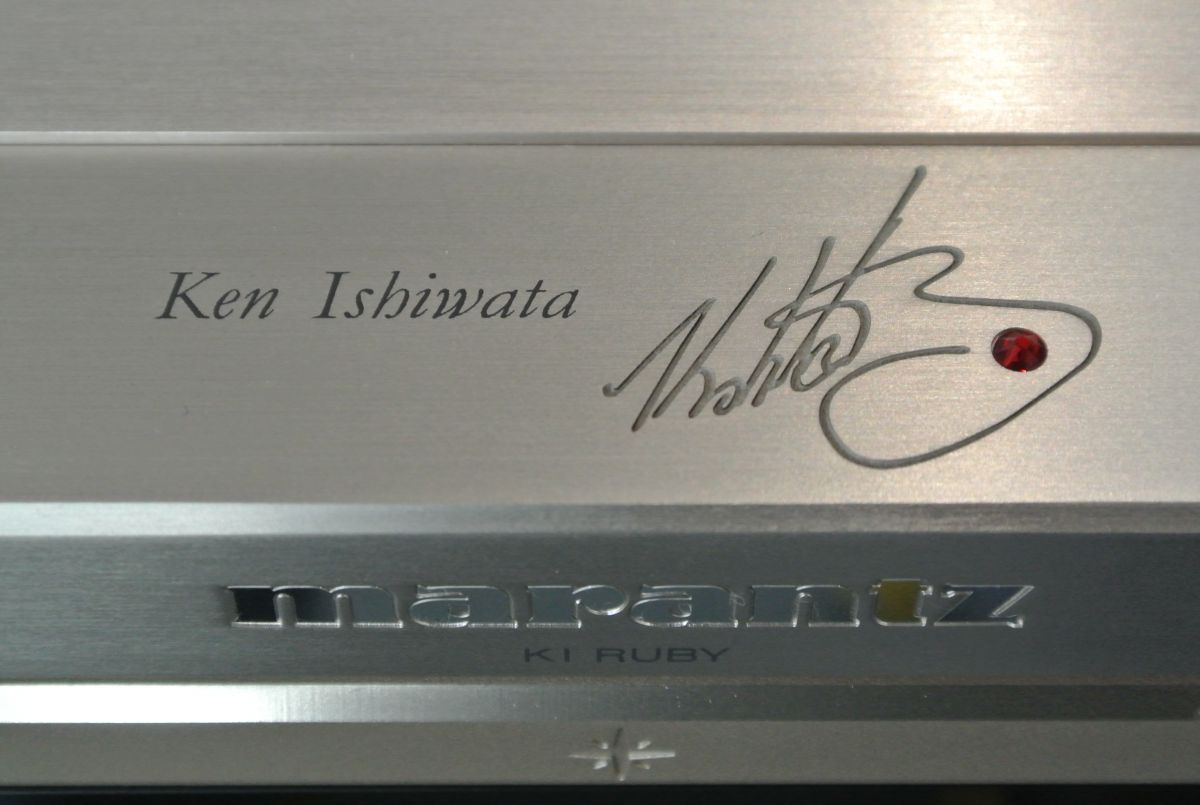 Ken Ishiwata
marantz
KI RUBY